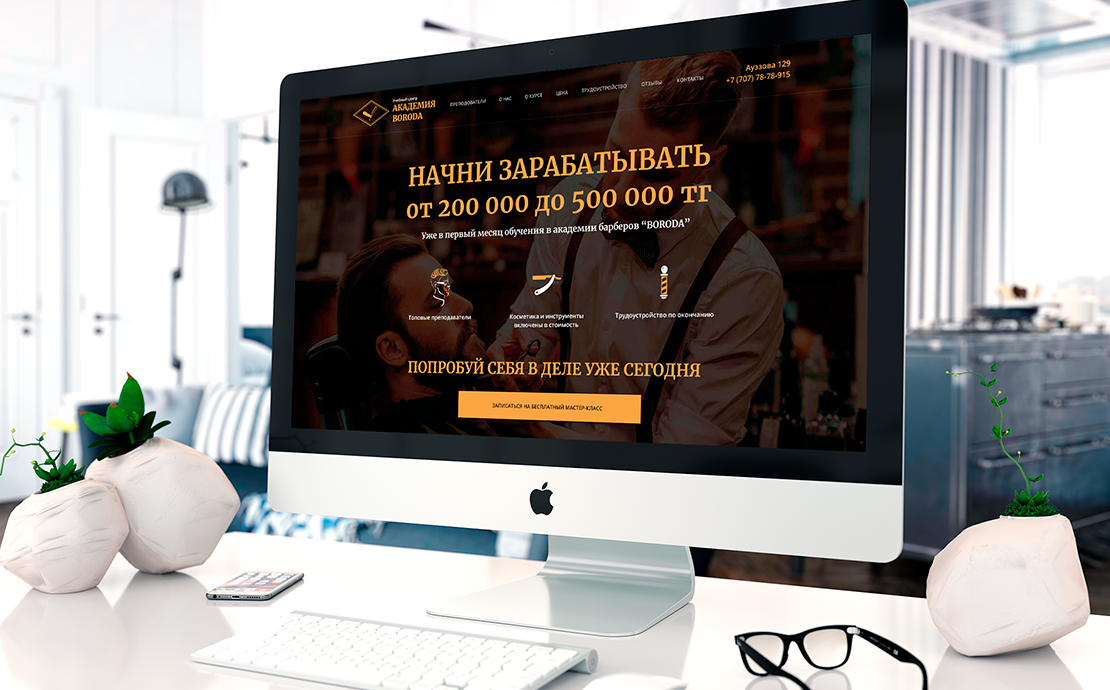 Учебный центр
АКАДЕМИЯ
BORODA
ПРЕПОДАВАТЕЛИ О НАС О КУРСЕ ЦЕНА ТРУДОУСТРОЙСТВО ОТЗЫВЫ КОНТАКТЫ
Ауэзова 129
+7 (707) 78-78-915
НАЧНИ ЗАРАБАТЫВАТЬ
от 200 000 до 500 000 тг
Уже в первый месяц обучения в академии барберов “BORODA”
Топовые преподаватели
Косметика и инструменты
включены в стоимость
Трудоустройство по окончанию
ПОПРОБУЙ СЕБЯ В ДЕЛЕ УЖЕ СЕГОДНЯ
ЗАПИСАТЬСЯ НА БЕСПЛАТНЫЙ МАСТЕР-КЛАСС